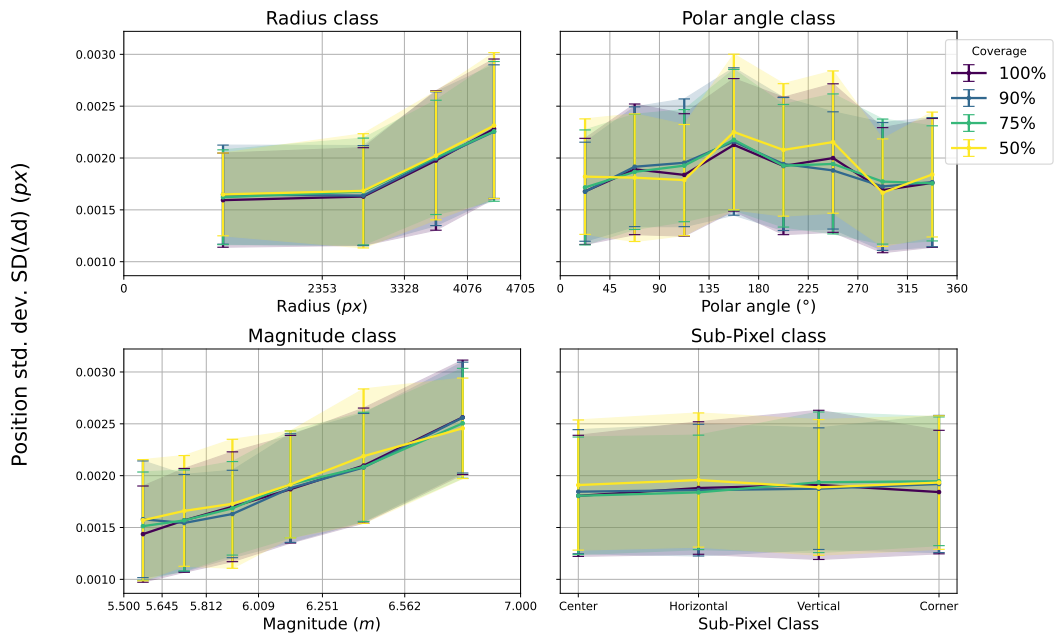 Radius class
Polar angle class
Position std. dev. SD(Δd) (px)
0.0030
0.0025
0.0020
0.0015
0.0010
0 2353 3328 4076 4705
Radius (px)
0 45 90 135 180 225 270 315 360
Polar angle (°)
Coverage
100%
90%
75%
50%
Magnitude class
Sub-Pixel class
0.0030
0.0025
0.0020
0.0015
0.0010
5.500 5.645 5.812 6.009 6.251 6.562 7.000
Magnitude (m)
Center Horizontal Vertical Corner
Sub-Pixel Class